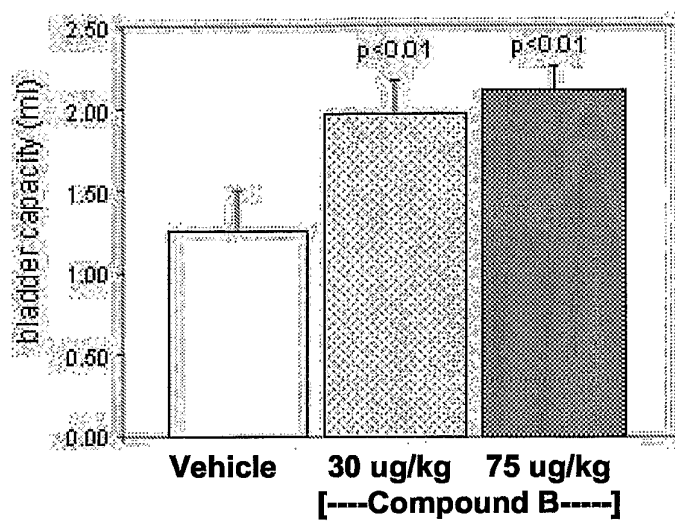 bladder capacity (ml)
2.50
2.00
1.50
1.00
0.50
0.00
p<0.01
p<0.01
Vehicle
30 ug/kg
75 ug/kg
[----Compound B-----]